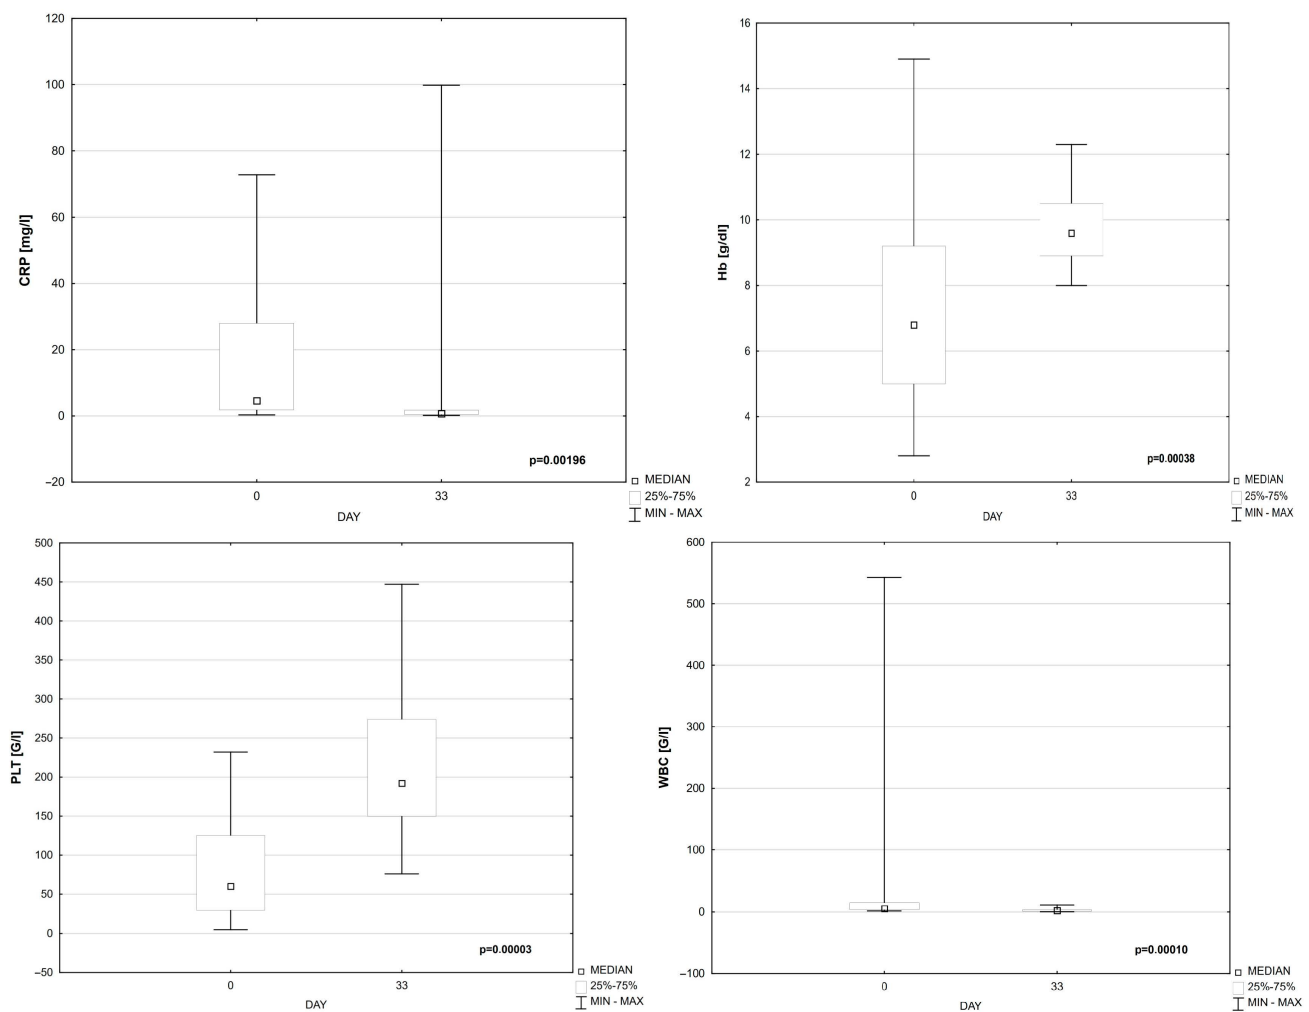 120
100
80
60
40
20
0
−20
CRP [mg/l]
p=0.00196
0
33
DAY
MEDIAN
25%-75%
MIN - MAX
16
14
12
10
8
6
4
2
Hb [g/dl]
p=0.00038
0
33
DAY
MEDIAN
25%-75%
MIN - MAX
500
450
400
350
300
250
200
150
100
50
0
−50
PLT [G/l]
p=0.00003
0
33
DAY
MEDIAN
25%-75%
MIN - MAX
600
500
400
300
200
100
0
−100
WBC [G/l]
p=0.00010
0
33
DAY
MEDIAN
25%-75%
MIN - MAX